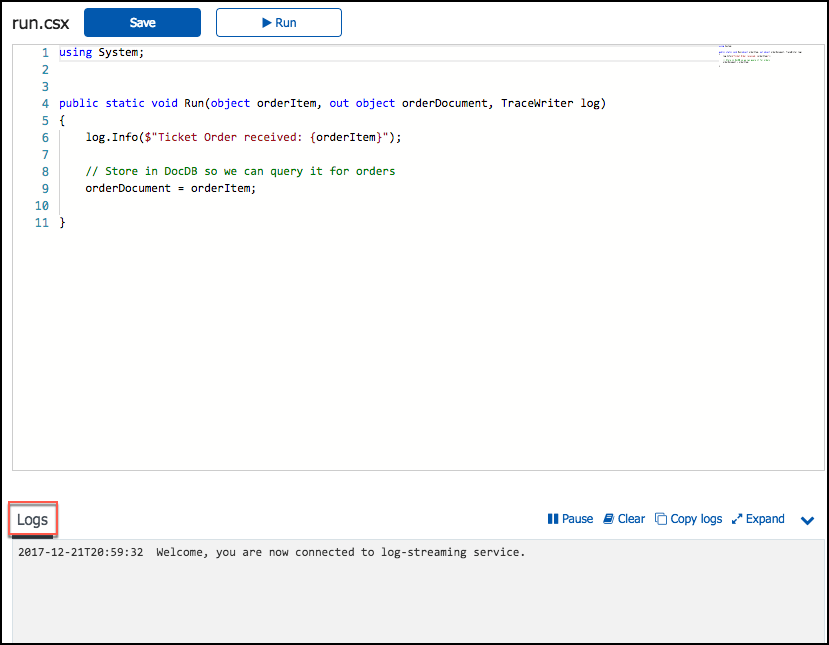 run.csx Save Run
1 using System;
2
3
4 public static void Run(object orderItem, out object orderDocument, TraceWriter log)
5 {
6 log.Info($"Ticket Order received: {orderItem}");
7
8 // Store in DocDB so we can query it for orders
9 orderDocument = orderItem;
10
11 }
Logs Pause Clear Copy logs Expand
2017-12-21T20:59:32 Welcome, you are now connected to log-streaming service.